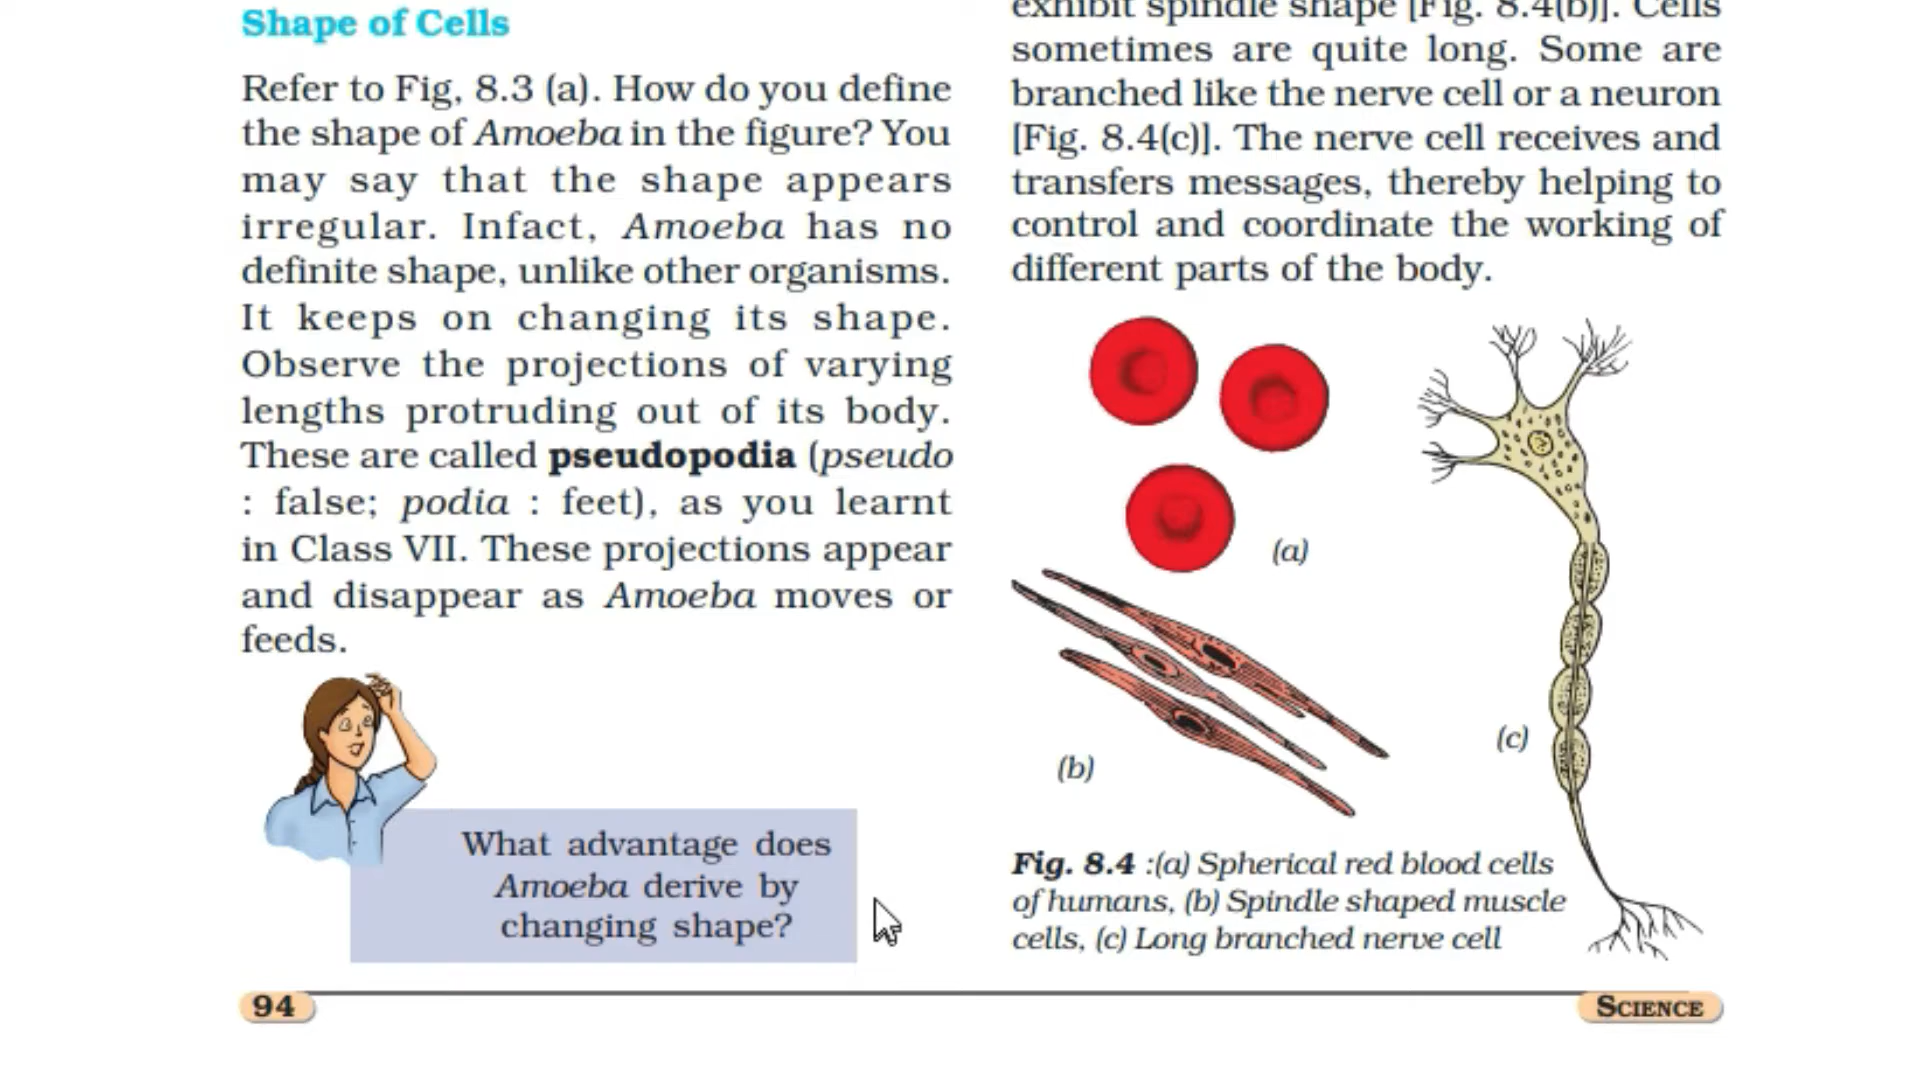 Shape of Cells
Refer to Fig, 8.3 (a). How do you define
the shape of Amoeba in the figure? You
may say that the shape appears
irregular. Infact, Amoeba has no
definite shape, unlike other organisms.
It keeps on changing its shape.
Observe the projections of varying
lengths protruding out of its body.
These are called pseudopodia (pseudo
: false; podia : feet), as you learnt
in Class VII. These projections appear
and disappear as Amoeba moves or
feeds.
What advantage does
Amoeba derive by
changing shape?
exhibit spindle shape [Fig. 8.4(b)]. Cells
sometimes are quite long. Some are
branched like the nerve cell or a neuron
[Fig. 8.4(c)]. The nerve cell receives and
transfers messages, thereby helping to
control and coordinate the working of
different parts of the body.
(a)
(b)
(c)
Fig. 8.4 :(a) Spherical red blood cells
of humans, (b) Spindle shaped muscle
cells, (c) Long branched nerve cell
94
SCIENCE